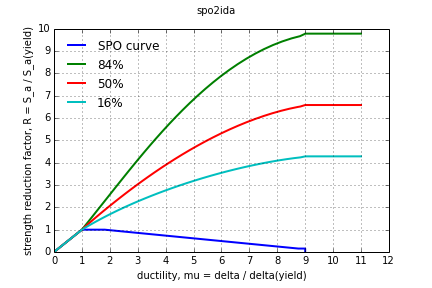 spo2ida
strength reduction factor, R = S_a / S_a(yield)
10
9
8
7
6
5
4
3
2
1
0
SPO curve
84%
50%
16%
0 1 2 3 4 5 6 7 8 9 10 11 12
ductility, mu = delta / delta(yield)